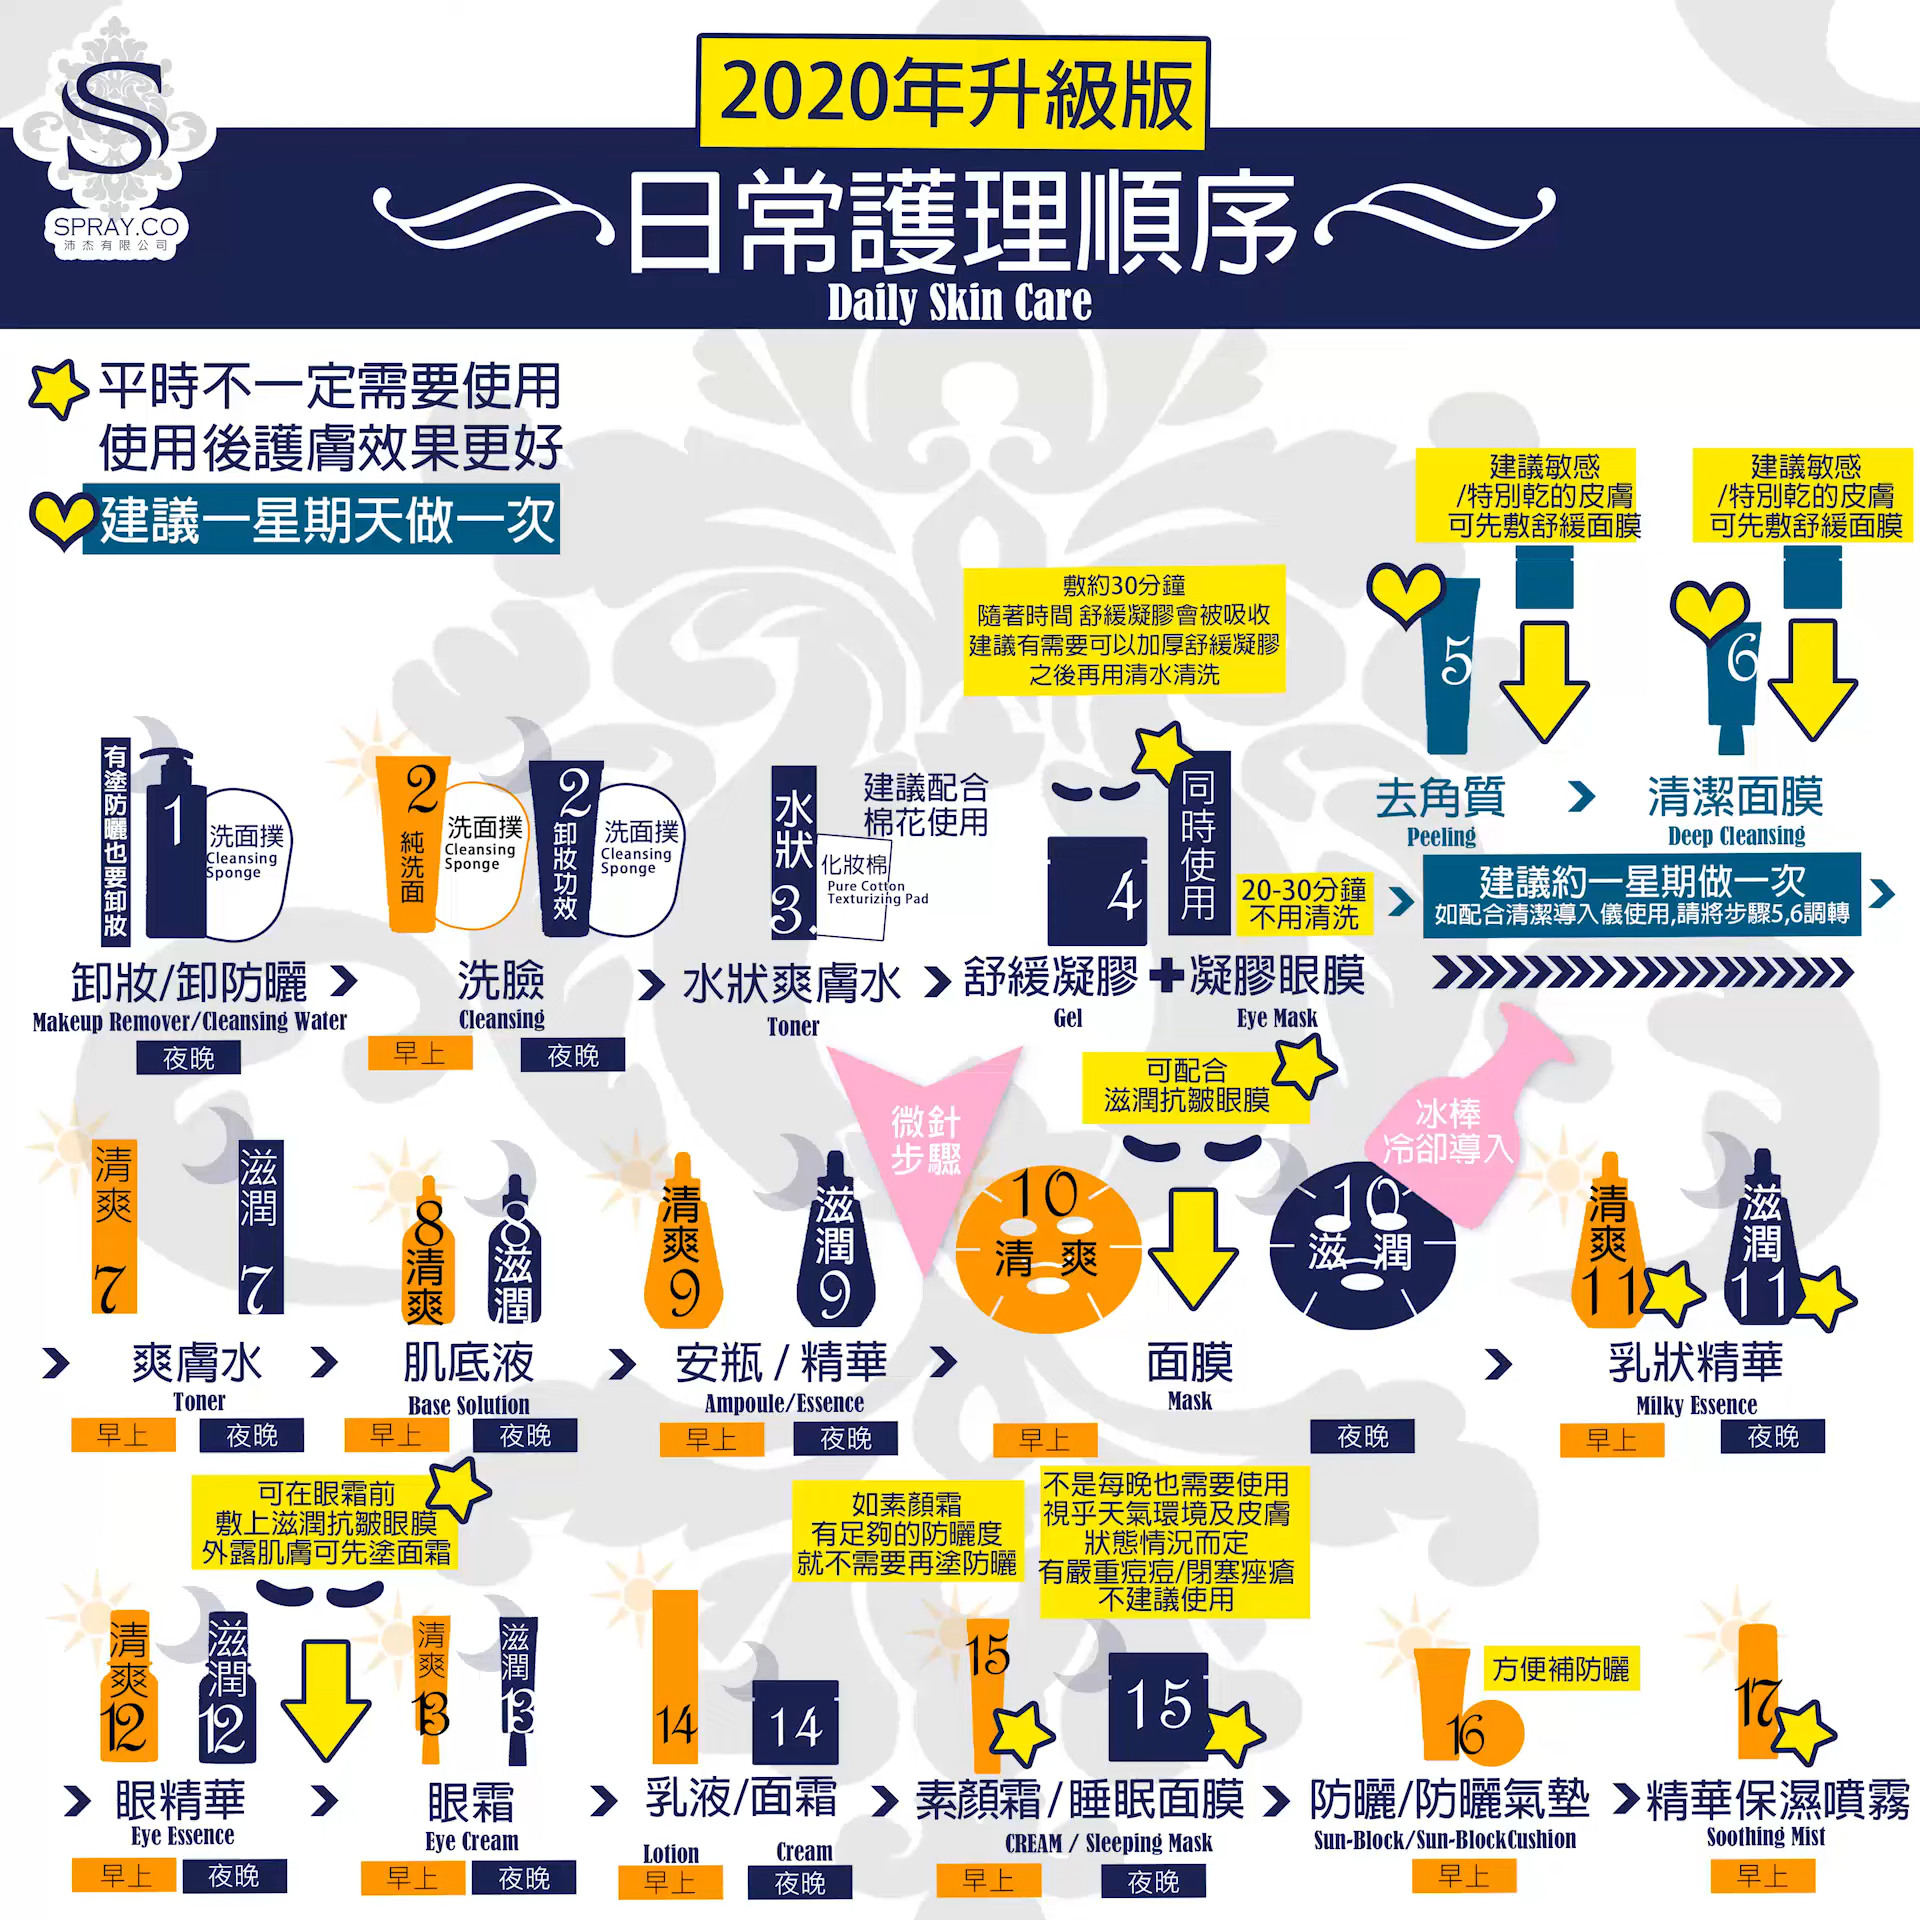 S
SPRAY.CO
沛杰有限公司
2020年升級版
日常護理順序
Daily Skin Care
平時不一定需要使用
使用後護膚效果更好
建議一星期天做一次
建議敏感
/特別乾的皮膚
可先敷舒緩面膜
建議敏感
/特別乾的皮膚
可先敷舒緩面膜
敷約30分鐘
隨著時間 舒緩凝膠會被吸收
建議有需要可以加厚舒緩凝膠
之後再用清水清洗
有塗防曬也要卸妝
1
洗面撲
Cleansing
Sponge
卸妝/卸防曬
Makeup Remover/Cleansing Water
夜晚
2
純洗面
洗面撲
Cleansing
Sponge
2
卸妝功效
洗面撲
Cleansing
Sponge
洗臉
Cleansing
早上
夜晚
水狀
3.
建議配合
棉花使用
化妝棉
Pure Cotton
Texturizing Pad
水狀爽膚水
Toner
4
同時使用
20-30分鐘
不用清洗
舒緩凝膠+凝膠眼膜
Gel
Eye Mask
5
去角質
Peeling
6
清潔面膜
Deep Cleansing
建議約一星期做一次
如配合清潔導入儀使用,請將步驟5,6調轉
清爽
7
滋潤
7
爽膚水
Toner
早上
夜晚
8
清爽
8
滋潤
肌底液
Base Solution
早上
夜晚
清爽
9
滋潤
9
安瓶 / 精華
Ampoule/Essence
早上
夜晚
微針
步驟
可配合
滋潤抗皺眼膜
10
清 爽
10
滋 潤
冰棒
冷卻導入
面膜
Mask
早上
夜晚
清爽
11
滋潤
11
乳狀精華
Milky Essence
早上
夜晚
可在眼霜前
敷上滋潤抗皺眼膜
外露肌膚可先塗面霜
清爽
12
滋潤
12
眼精華
Eye Essence
早上
夜晚
清爽
13
滋潤
13
眼霜
Eye Cream
早上
夜晚
14
14
乳液/面霜
Lotion
Cream
早上
夜晚
如素顏霜
有足夠的防曬度
就不需要再塗防曬
不是每晚也需要使用
視乎天氣環境及皮膚
狀態情況而定
有嚴重痘痘/閉塞痤瘡
不建議使用
15
15
素顏霜/睡眠面膜
CREAM / Sleeping Mask
早上
夜晚
16
方便補防曬
防曬/防曬氣墊
Sun-Block/Sun-BlockCushion
早上
17
精華保濕噴霧
Soothing Mist
早上